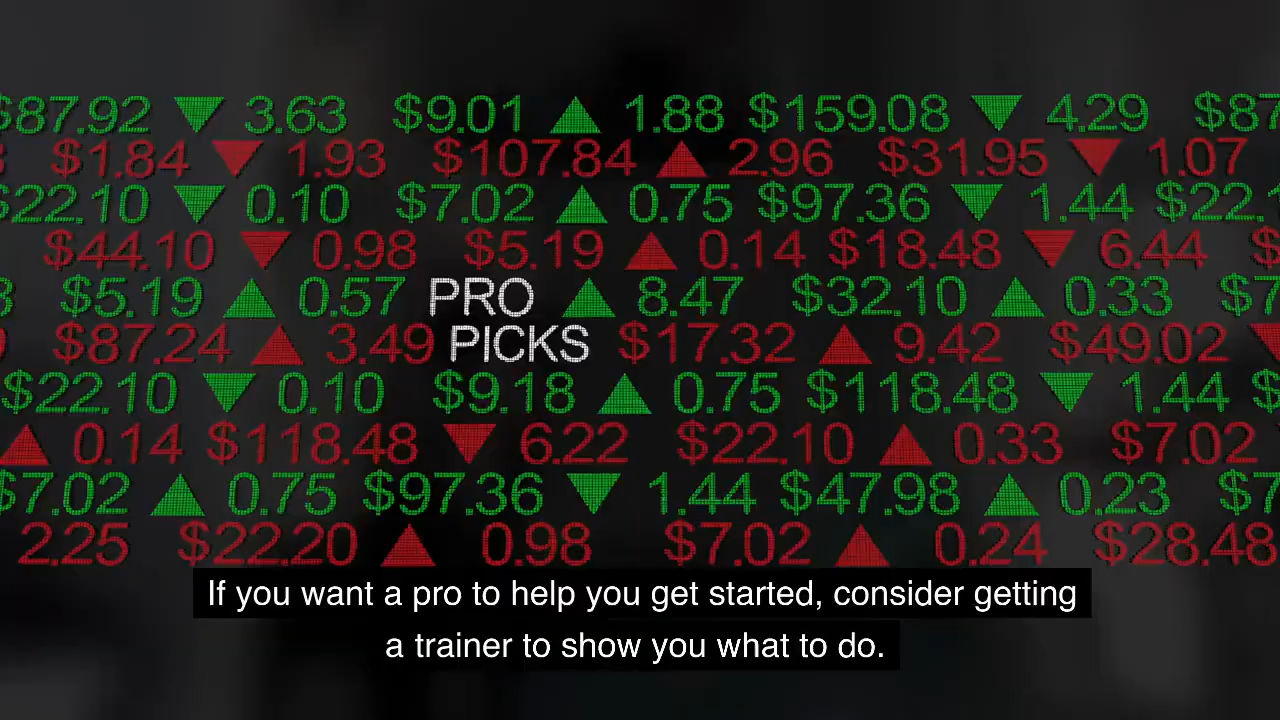 $87.92 ▼ 3.63 $9.01 ▲ 1.88 $159.08 ▼ 4.29 $87
$1.84 ▼ 1.93 $107.84 ▲ 2.96 $31.95 ▼ 1.07
$22.10 ▼ 0.10 $7.02 ▲ 0.75 $97.36 ▼ 1.44 $22.1
$44.10 ▼ 0.98 $5.19 ▲ 0.14 $18.48 ▼ 6.44 $
$5.19 ▲ 0.57 PRO ▲ 8.47 $32.10 ▲ 0.33 $7
$87.24 ▲ 3.49 PICKS $17.32 ▲ 9.42 $49.02 ▼
$22.10 ▼ 0.10 $9.18 ▲ 0.75 $118.48 ▼ 1.44 $
▲ 0.14 $118.48 ▼ 6.22 $22.10 ▲ 0.33 $7.02
$7.02 ▲ 0.75 $97.36 ▼ 1.44 $47.98 ▲ 0.23 $7
2.25 $22.20 ▲ 0.98 $7.02 ▲ 0.24 $28.48
If you want a pro to help you get started, consider getting
a trainer to show you what to do.